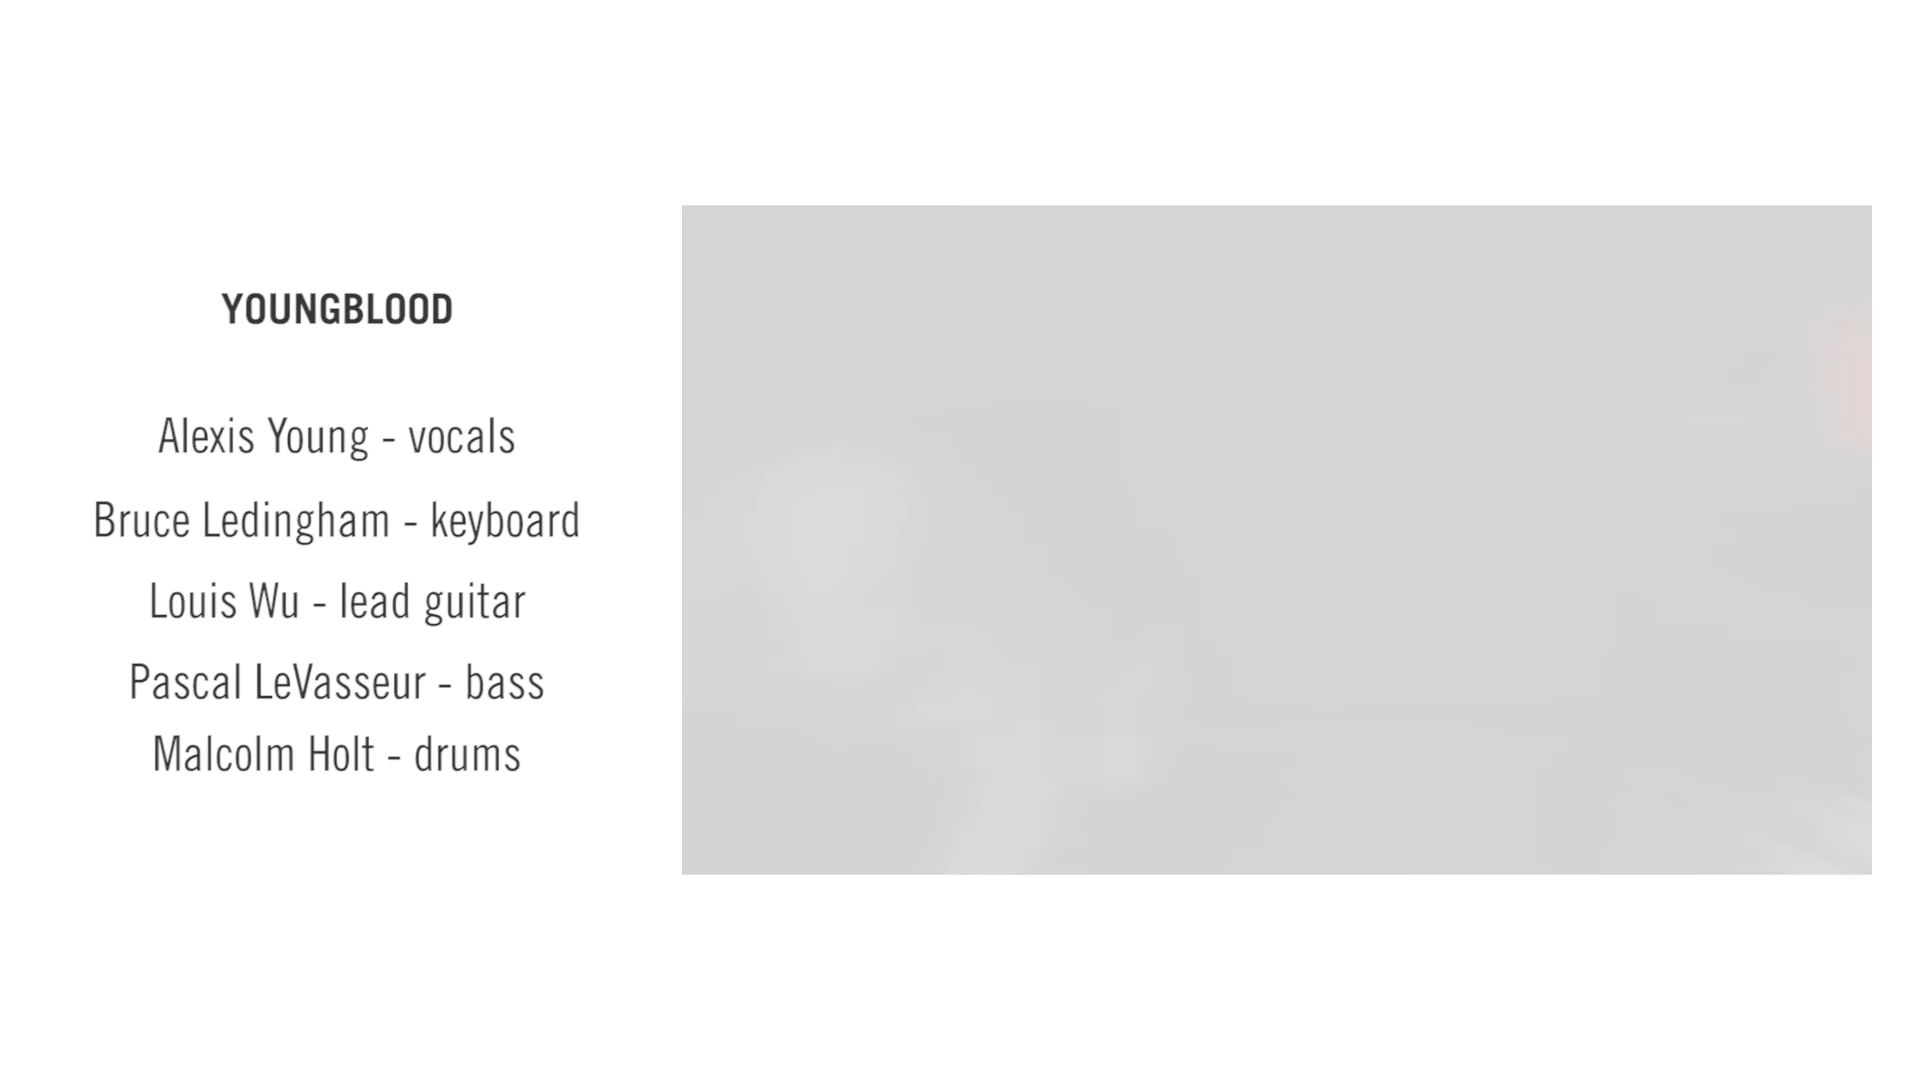 YOUNGBLOOD
Alexis Young - vocals
Bruce Ledingham - keyboard
Louis Wu - lead guitar
Pascal LeVasseur - bass
Malcolm Holt - drums